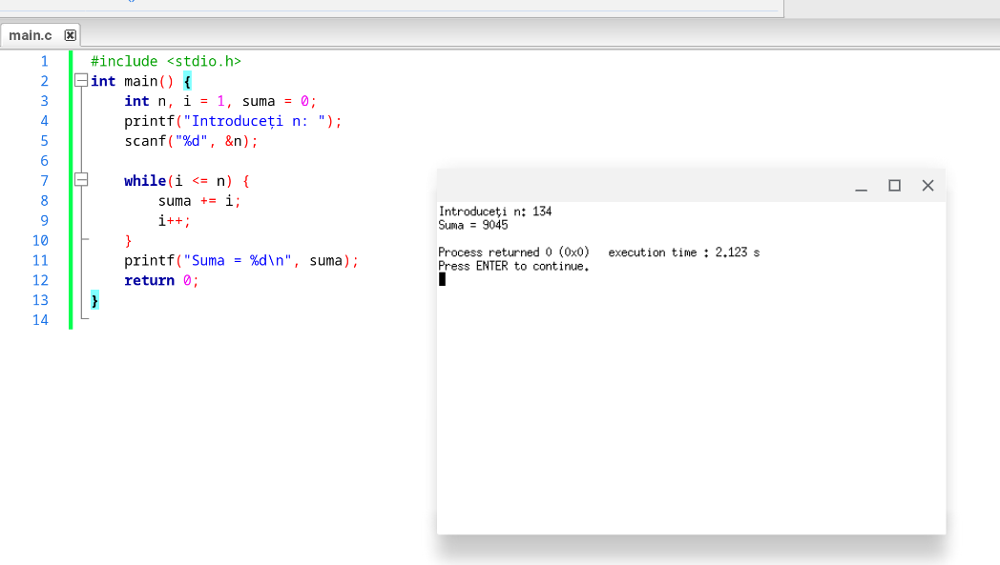 main.c
1 #include <stdio.h>
2 int main() {
3 int n, i = 1, suma = 0;
4 printf("Introduceți n: ");
5 scanf("%d", &n);
6
7 while(i <= n) {
8 suma += i;
9 i++;
10 }
11 printf("Suma = %d\n", suma);
12 return 0;
13 }
14
Introduceți n: 134
Suma = 9045
Process returned 0 (0x0) execution time : 2.123 s
Press ENTER to continue.